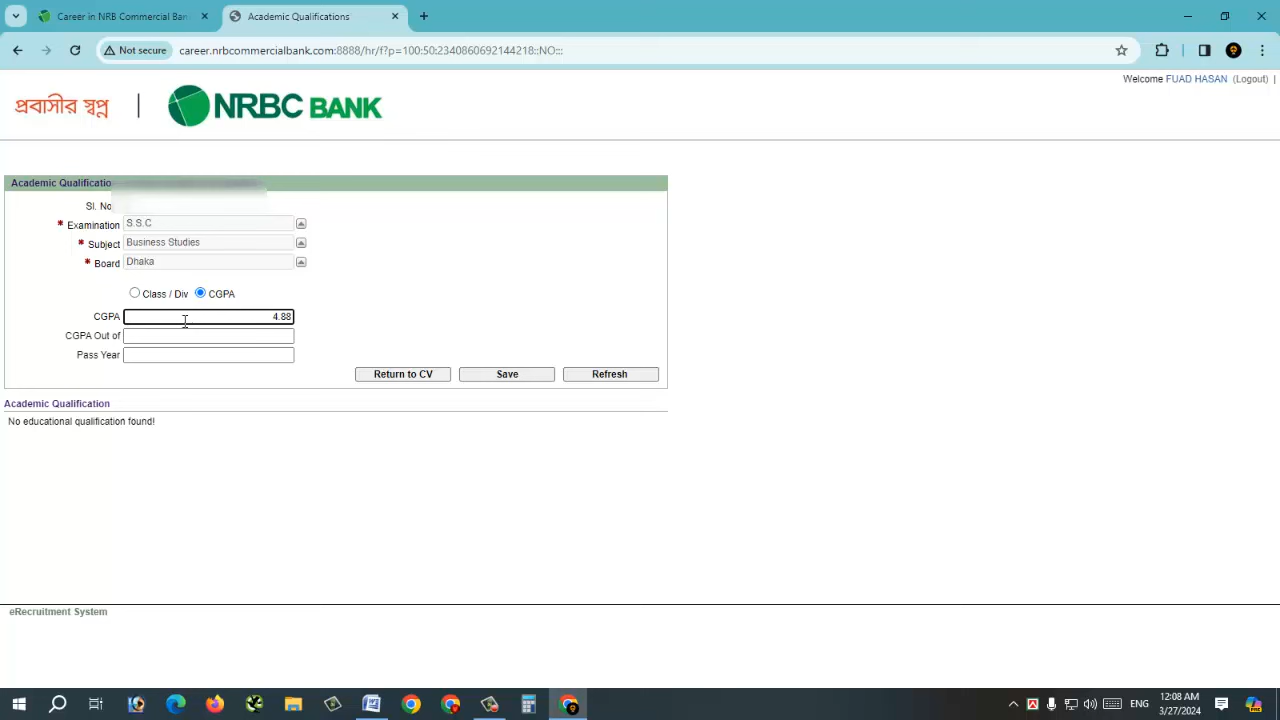 Career in NRB Commercial Ban
Academic Qualifications
Not secure
career.nrbcommercialbank.com:8888/hr/f?p=100:50:2340860692144218::NO:::
Welcome FUAD HASAN (Logout) |
প্রবাসীর স্বপ্ন | NRBC BANK
Academic Qualificatio
Sl. No
* Examination S.S.C
* Subject Business Studies
* Board Dhaka
Class / Div CGPA
CGPA 4.88
CGPA Out of
Pass Year
Return to CV Save Refresh
Academic Qualification
No educational qualification found!
eRecruitment System
ENG
12:08 AM
3/27/2024